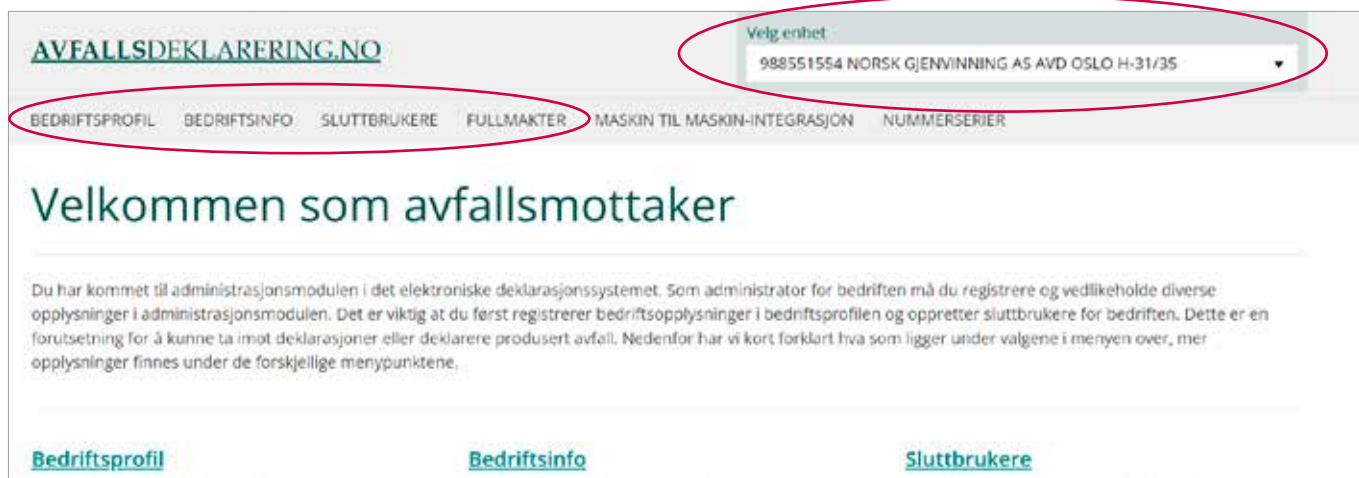 AVFALLSDEKLARERING.NO
Velg enhet
988551554 NORSK GJENVINNING AS AVD OSLO H-31/35
BEDRIFTSPROFIL BEDRIFTSINFO SLUTTBRUKERE FULLMAKTER MASKIN TIL MASKIN-INTEGRASJON NUMMERSERIER
Velkommen som avfallsmottaker
Du har kommet til administrasjonsmodulen i det elektroniske deklarasjonssystemet. Som administrator for bedriften må du registrere og vedlikeholde diverse
opplysninger i administrasjonsmodulen. Det er viktig at du først registrerer bedriftsopplysninger i bedriftsprofilen og oppretter sluttbrukere for bedriften. Dette er en
forutsetning for å kunne ta imot deklarasjoner eller deklarere produsert avfall. Nedenfor har vi kort forklart hva som ligger under valgene i menyen over, mer
opplysninger finnes under de forskjellige menypunktene.
Bedriftsprofil Bedriftsinfo Sluttbrukere